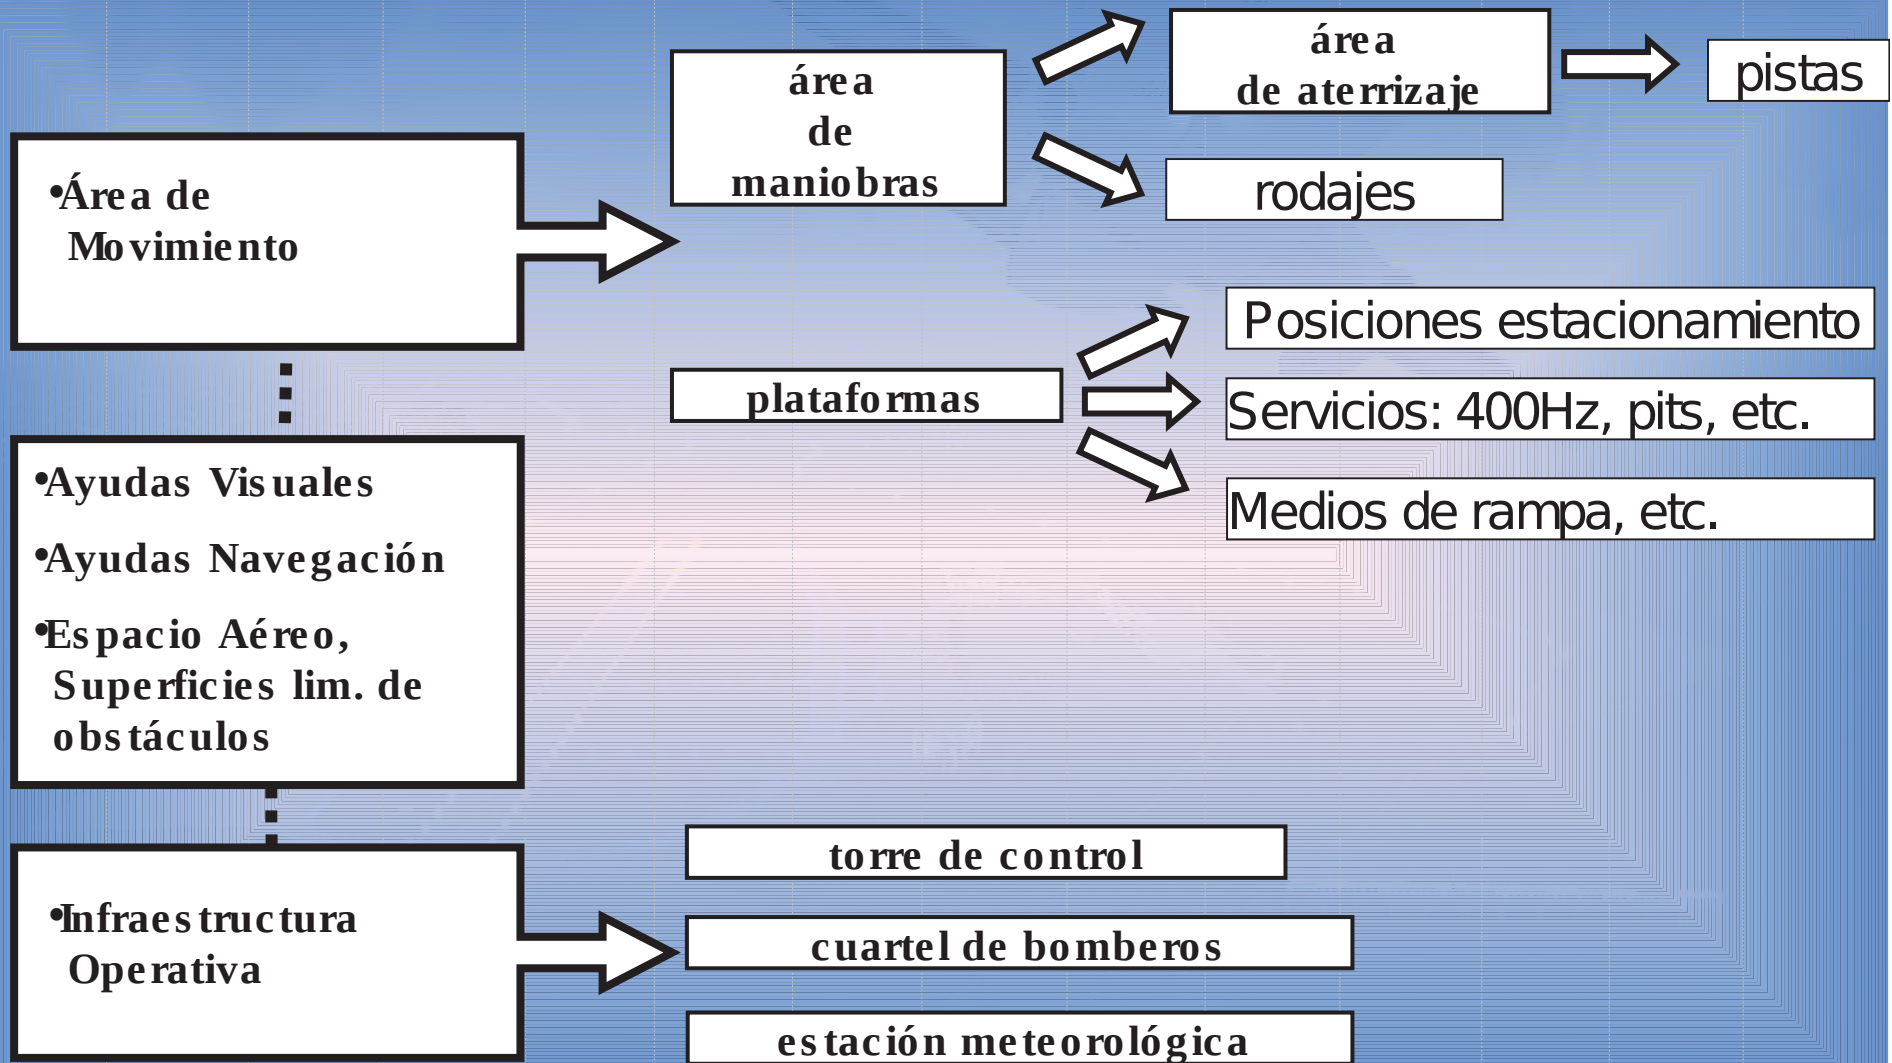 •Área de
Movimiento
área
de
maniobras
área
de aterrizaje
pistas
rodajes
plataformas
Posiciones estacionamiento
Servicios: 400Hz, pits, etc.
Medios de rampa, etc.
•Ayudas Visuales
•Ayudas Navegación
•Espacio Aéreo,
Superficies lim. de
obstáculos
•Infraestructura
Operativa
torre de control
cuartel de bomberos
estación meteorológica